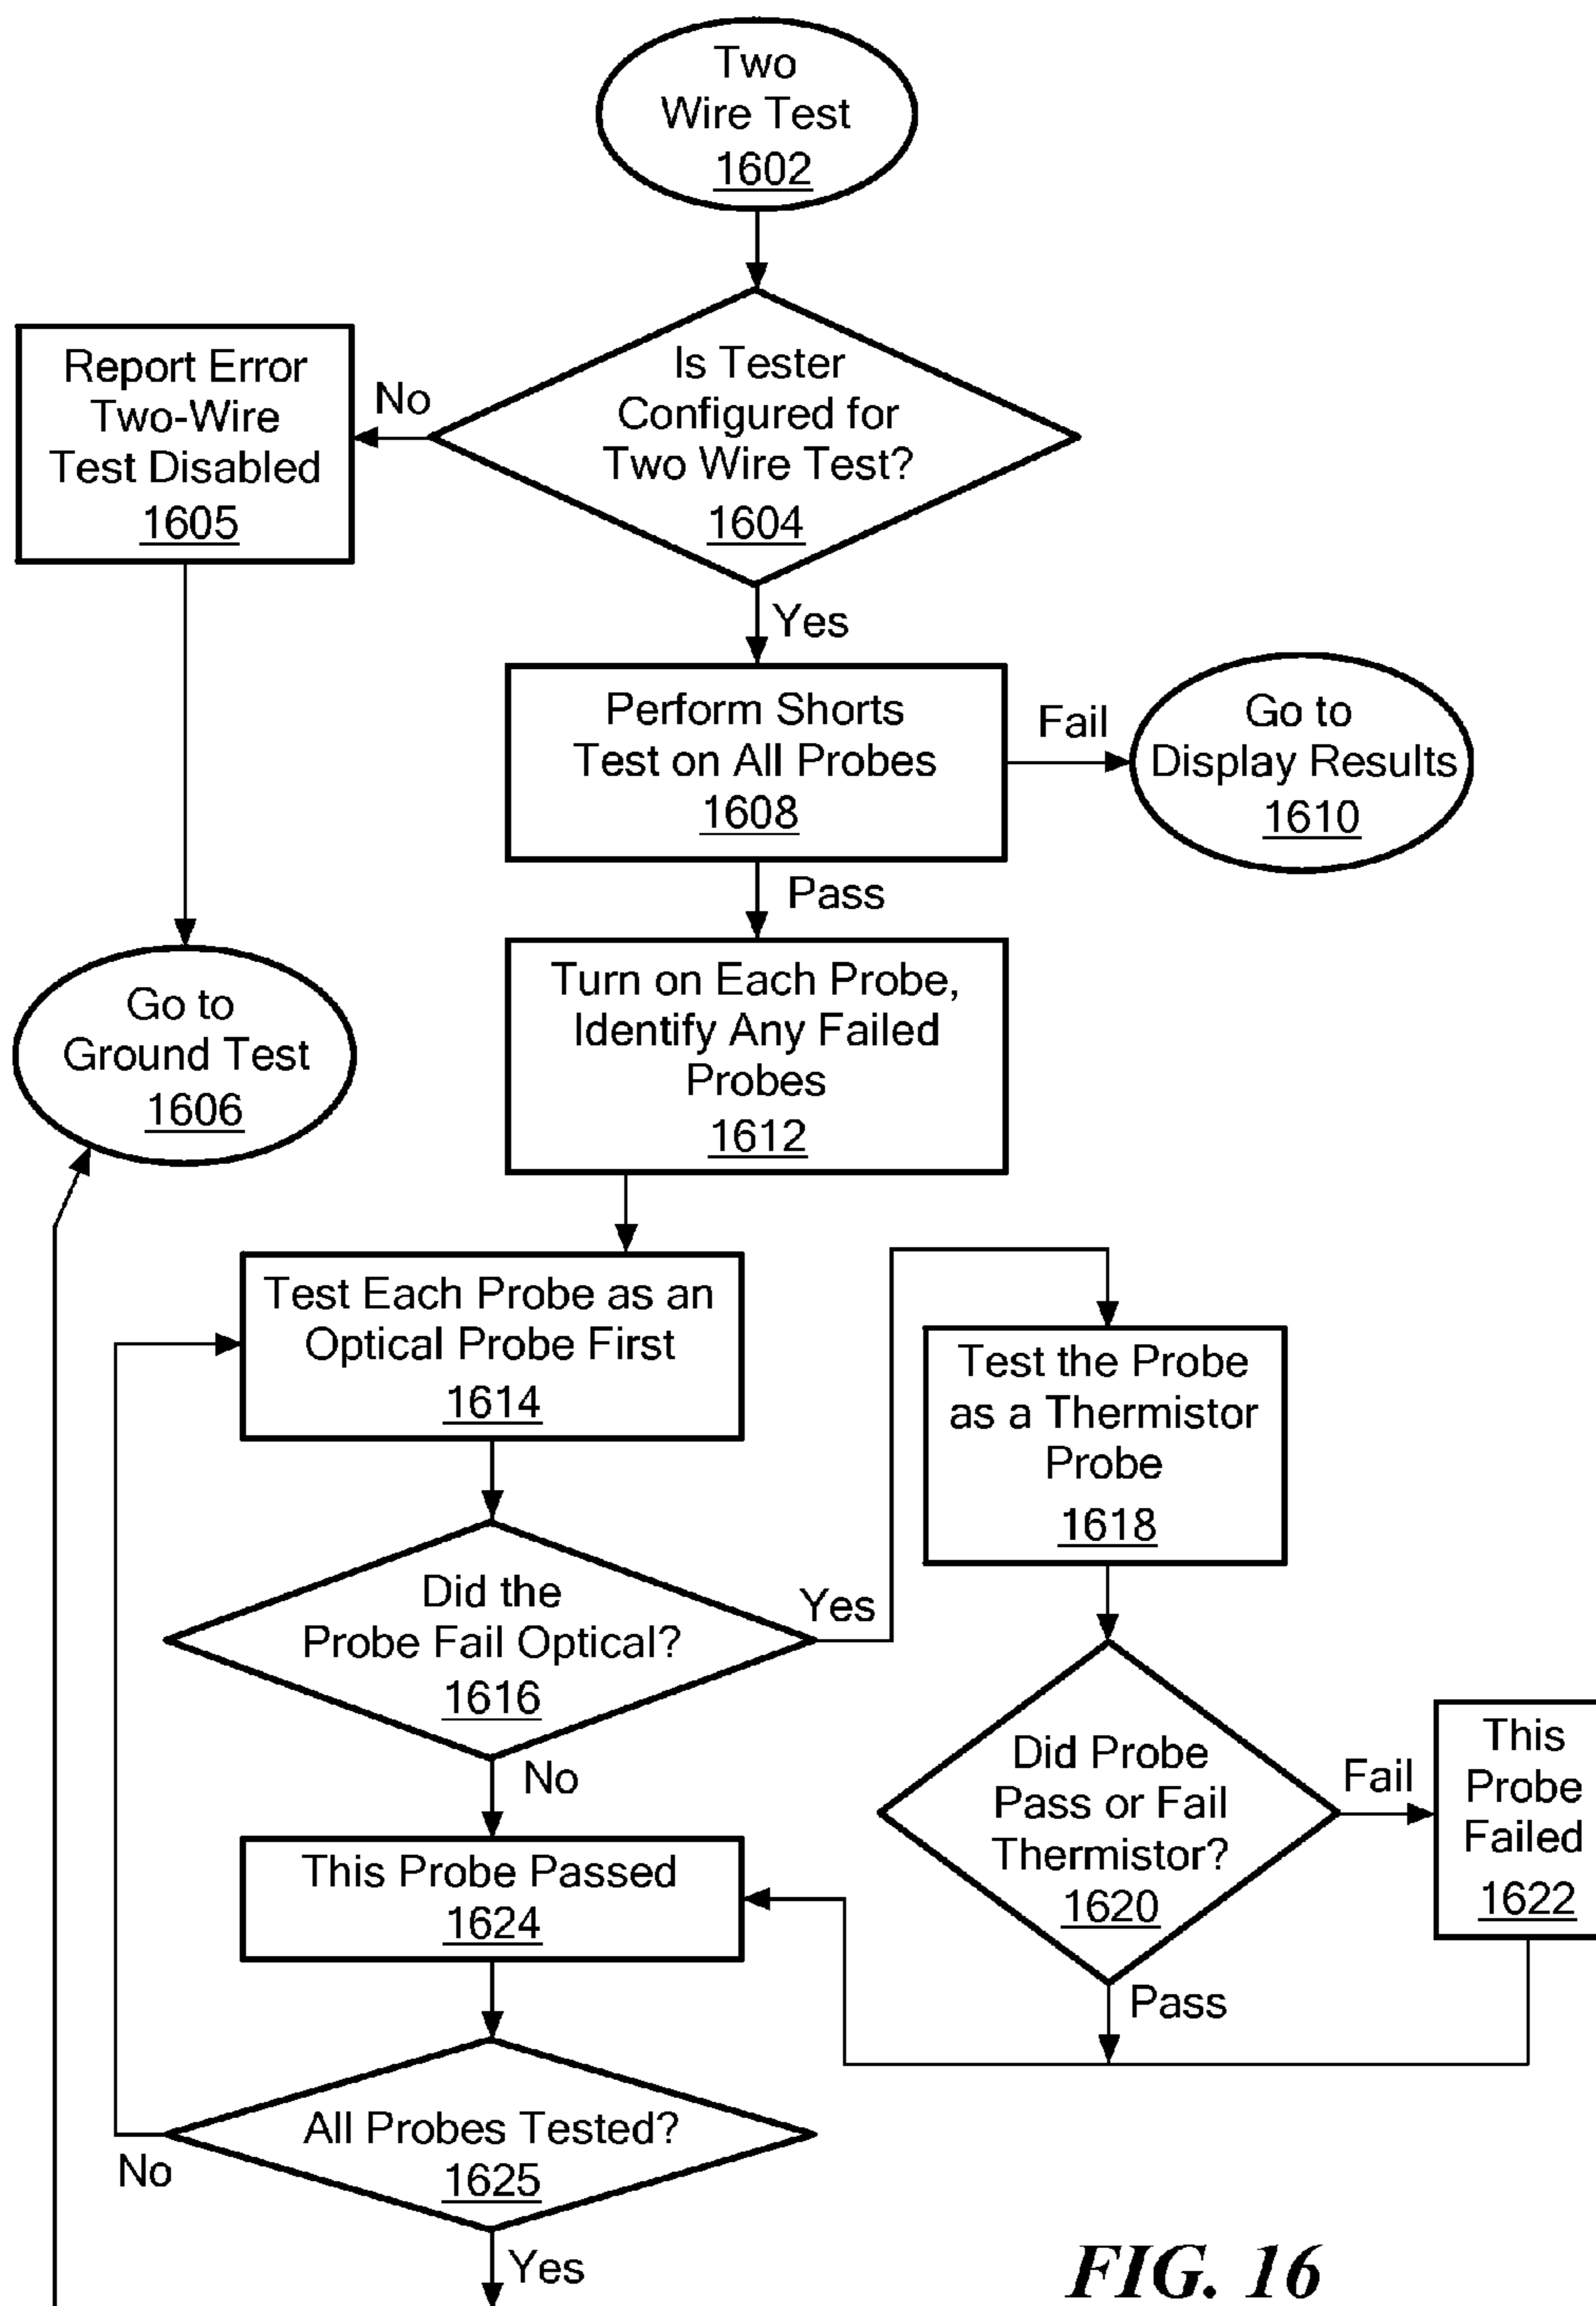 Two
Wire Test
1602
Is Tester
Configured for
Two Wire Test?
1604
No
Report Error
Two-Wire
Test Disabled
1605
Yes
Perform Shorts
Test on All Probes
1608
Fail
Go to
Display Results
1610
Pass
Go to
Ground Test
1606
Turn on Each Probe,
Identify Any Failed
Probes
1612
Test Each Probe as an
Optical Probe First
1614
Test the Probe
as a Thermistor
Probe
1618
Did the
Probe Fail Optical?
1616
Yes
No
Did Probe
Pass or Fail
Thermistor?
1620
Fail
This
Probe
Failed
1622
This Probe Passed
1624
Pass
All Probes Tested?
1625
No
Yes
FIG. 16